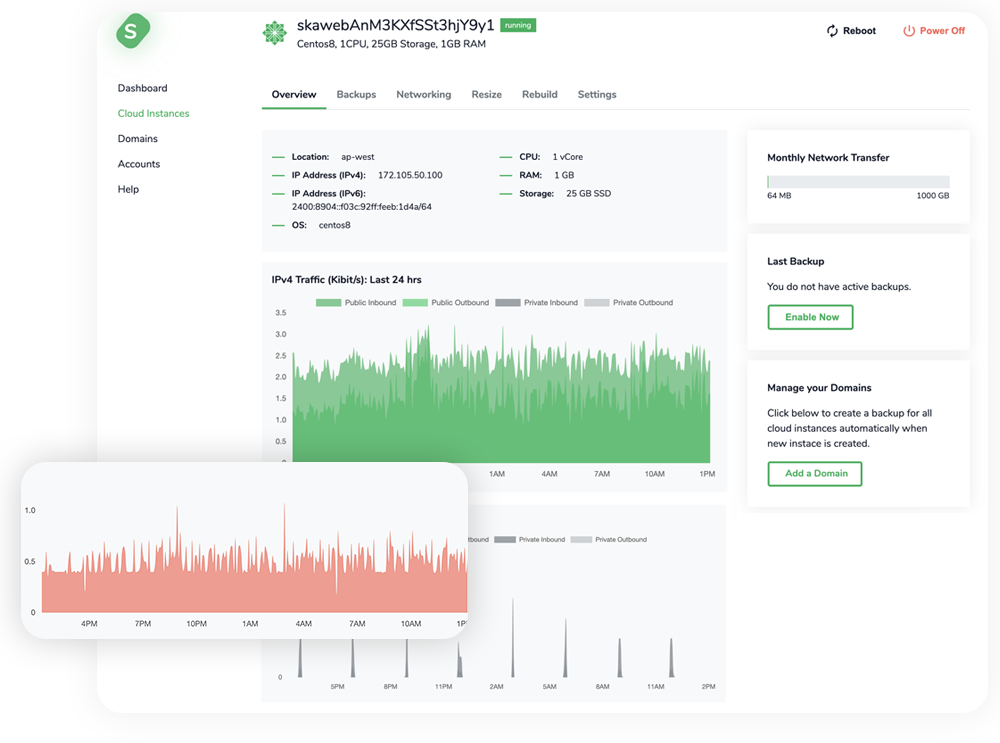 S
skawebAnM3KXfSSt3hjY9y1 running
Centos8, 1CPU, 25GB Storage, 1GB RAM
Reboot
Power Off
Dashboard
Cloud Instances
Domains
Accounts
Help
Overview Backups Networking Resize Rebuild Settings
Location: ap-west
IP Address (IPv4): 172.105.50.100
IP Address (IPv6):
2400:8904::f03c:92ff:feeb:1d4a/64
OS: centos8
CPU: 1 vCore
RAM: 1 GB
Storage: 25 GB SSD
Monthly Network Transfer
64 MB 1000 GB
Last Backup
You do not have active backups.
Enable Now
Manage your Domains
Click below to create a backup for all
cloud instances automatically when
new instace is created.
Add a Domain
IPv4 Traffic (Kibit/s): Last 24 hrs
Public Inbound Public Outbound Private Inbound Private Outbound
3.5
3.0
2.5
2.0
1.5
1.0
0.5
1AM 4AM 7AM 10AM 1PM
1.0
0.5
0
4PM 7PM 10PM 1AM 4AM 7AM 10AM
Private Inbound Private Outbound
0
5PM 8PM 11PM 2AM 5AM 8AM 11AM 2PM